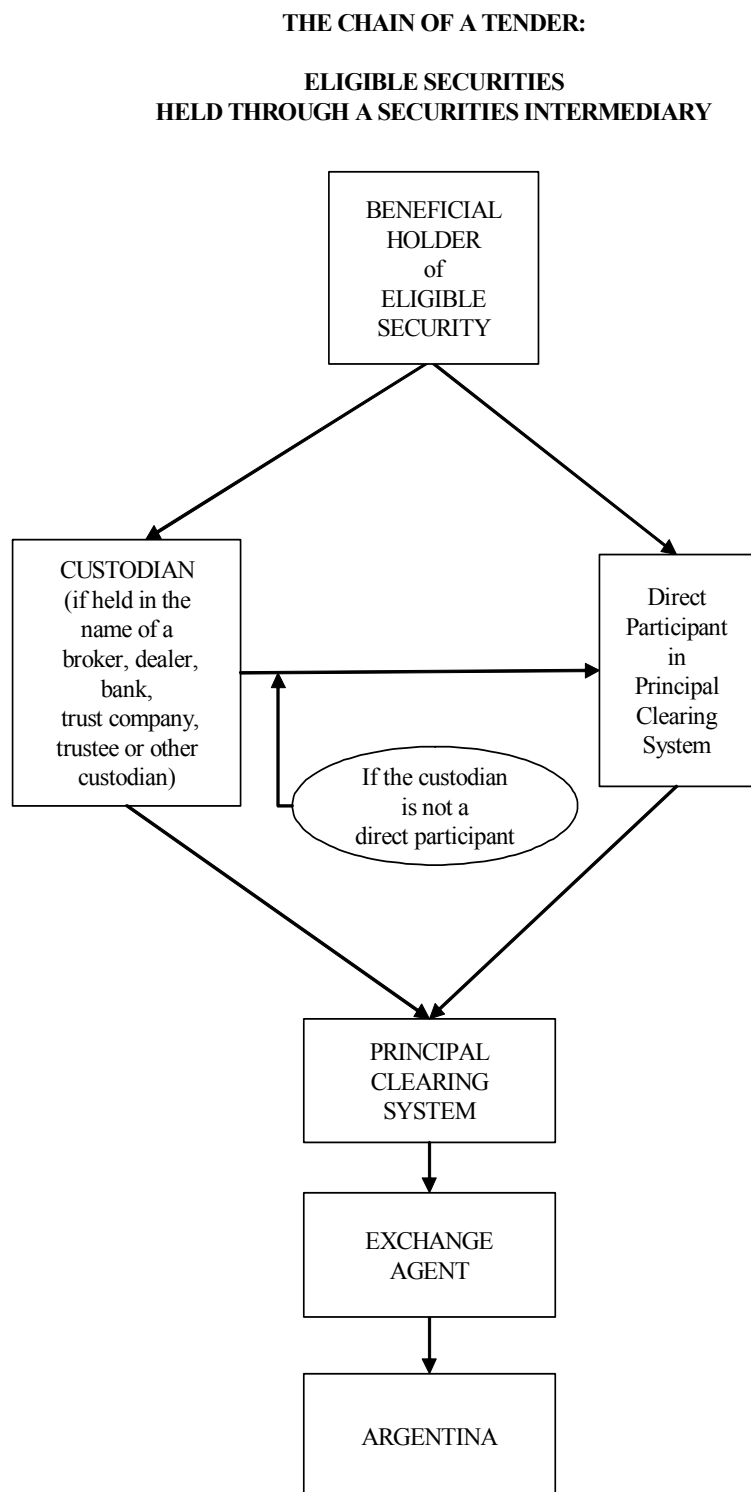 THE CHAIN OF A TENDER:
ELIGIBLE SECURITIES
HELD THROUGH A SECURITIES INTERMEDIARY
BENEFICIAL
HOLDER
of
ELIGIBLE
SECURITY
CUSTODIAN
(if held in the
name of a
broker, dealer,
bank,
trust company,
trustee or other
custodian)
Direct
Participant
in
Principal
Clearing
System
If the custodian
is not a
direct participant
PRINCIPAL
CLEARING
SYSTEM
EXCHANGE
AGENT
ARGENTINA